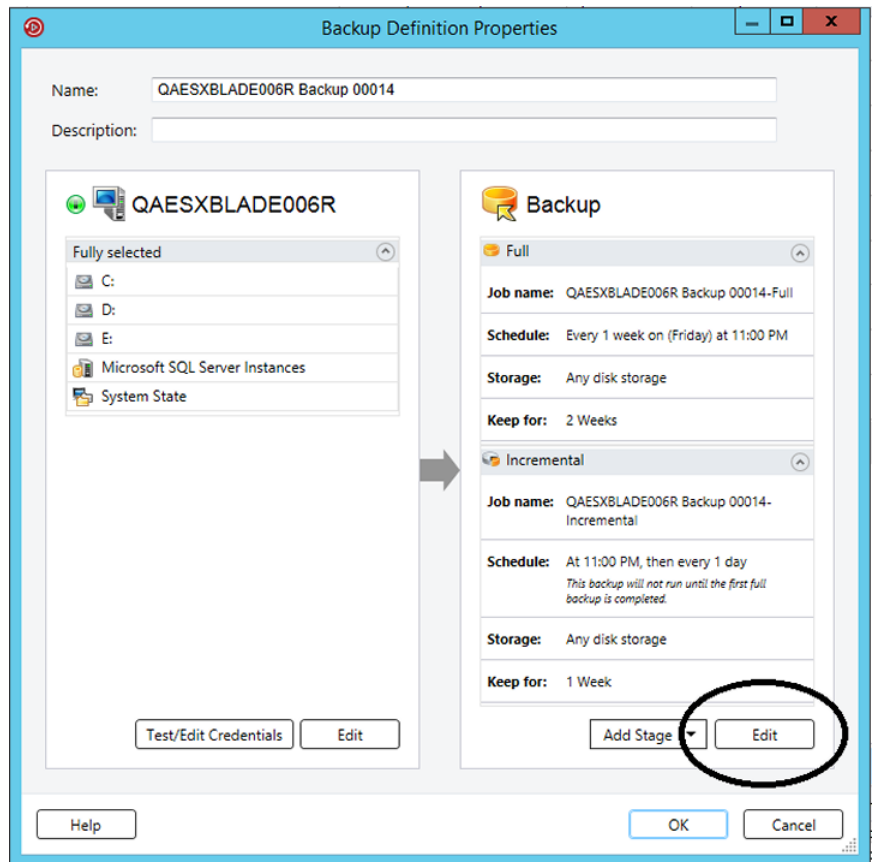 Backup Definition Properties
Name: QAESXBLADE006R Backup 00014
Description:
QAESXBLADE006R
Fully selected
C:
D:
E:
Microsoft SQL Server Instances
System State
Test/Edit Credentials
Edit
Backup
Full
Job name: QAESXBLADE006R Backup 00014-Full
Schedule: Every 1 week on (Friday) at 11:00 PM
Storage: Any disk storage
Keep for: 2 Weeks
Incremental
Job name: QAESXBLADE006R Backup 00014-
Incremental
Schedule: At 11:00 PM, then every 1 day
This backup will not run until the first full
backup is completed.
Storage: Any disk storage
Keep for: 1 Week
Add Stage
Edit
Help
OK
Cancel